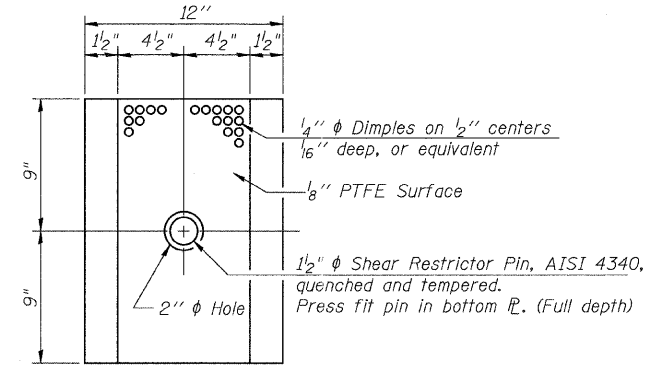 12"
1½" 4½" 4½" 1½"
¼" ϕ Dimples on ½" centers
1/16" deep, or equivalent
9"
⅛" PTFE Surface
1½" ϕ Shear Restrictor Pin, AISI 4340,
quenched and tempered.
Press fit pin in bottom ℄. (Full depth)
9"
2" ϕ Hole